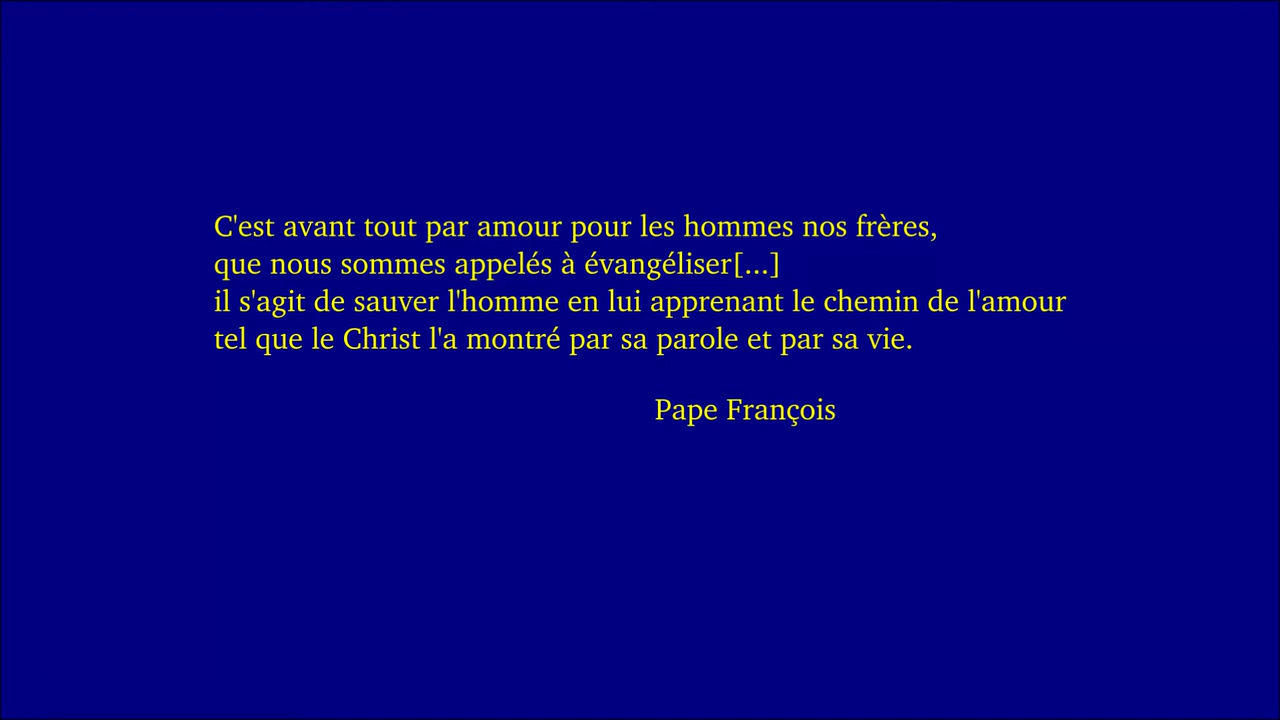 C'est avant tout par amour pour les hommes nos frères,
que nous sommes appelés à évangéliser[...]
il s'agit de sauver l'homme en lui apprenant le chemin de l'amour
tel que le Christ l'a montré par sa parole et par sa vie.
Pape François